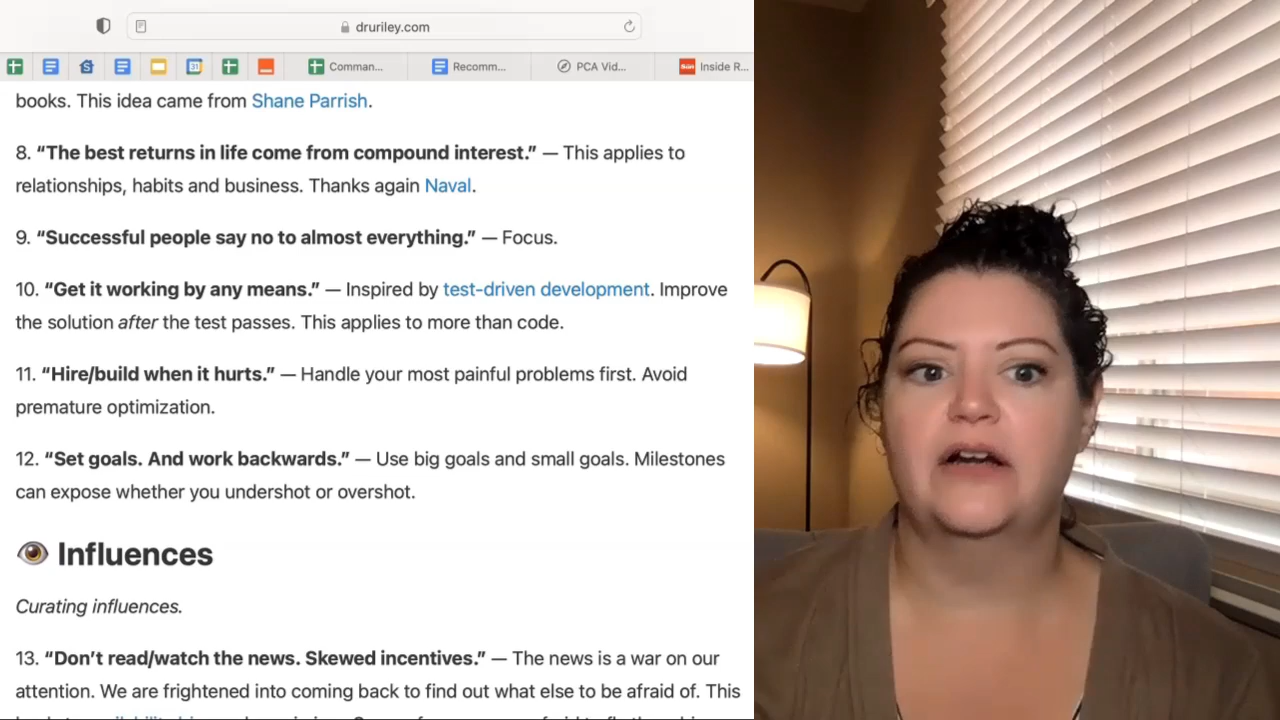 druriley.com
31
Comman...
Recomm...
PCA Vid...
Inside R...
books. This idea came from Shane Parrish.
8. “The best returns in life come from compound interest.” — This applies to
relationships, habits and business. Thanks again Naval.
9. “Successful people say no to almost everything.” — Focus.
10. “Get it working by any means.” — Inspired by test-driven development. Improve
the solution after the test passes. This applies to more than code.
11. “Hire/build when it hurts.” — Handle your most painful problems first. Avoid
premature optimization.
12. “Set goals. And work backwards.” — Use big goals and small goals. Milestones
can expose whether you undershot or overshot.
Influences
Curating influences.
13. “Don’t read/watch the news. Skewed incentives.” — The news is a war on our
attention. We are frightened into coming back to find out what else to be afraid of. This